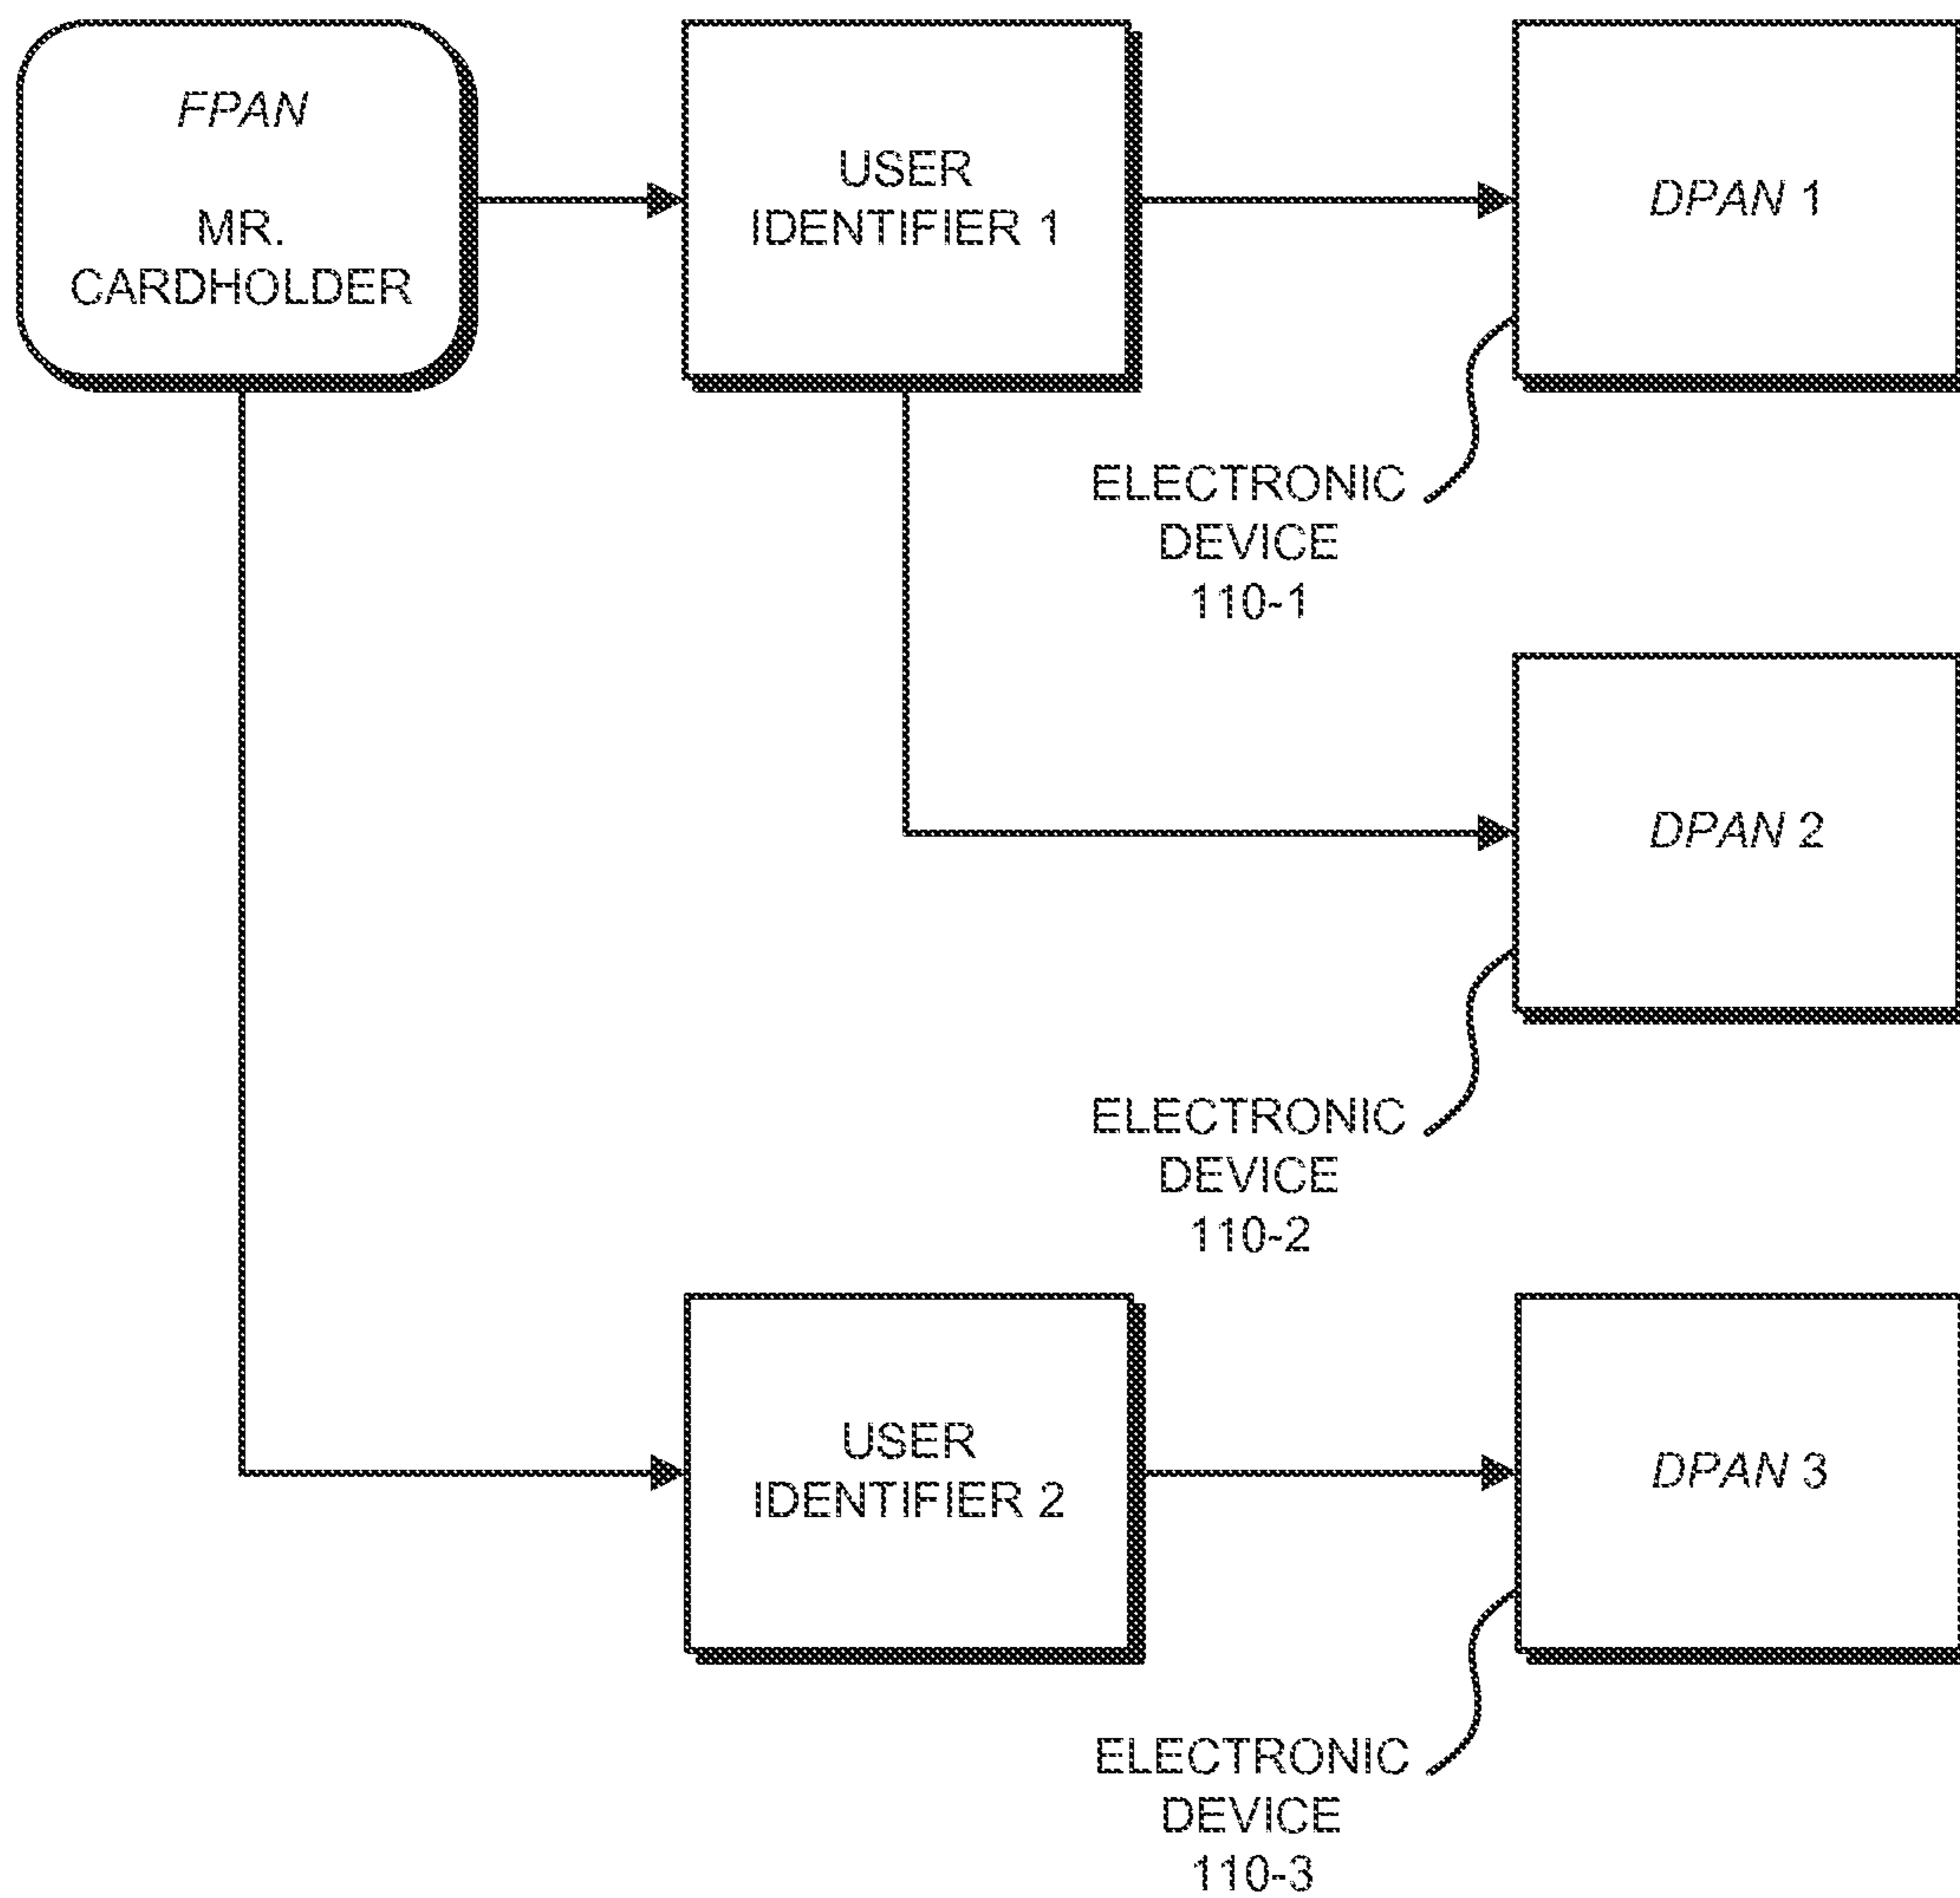 FPAN
MR.
CARDHOLDER
USER
IDENTIFIER 1
DPAN 1
ELECTRONIC
DEVICE
110-1
DPAN 2
ELECTRONIC
DEVICE
110-2
USER
IDENTIFIER 2
DPAN 3
ELECTRONIC
DEVICE
110-3